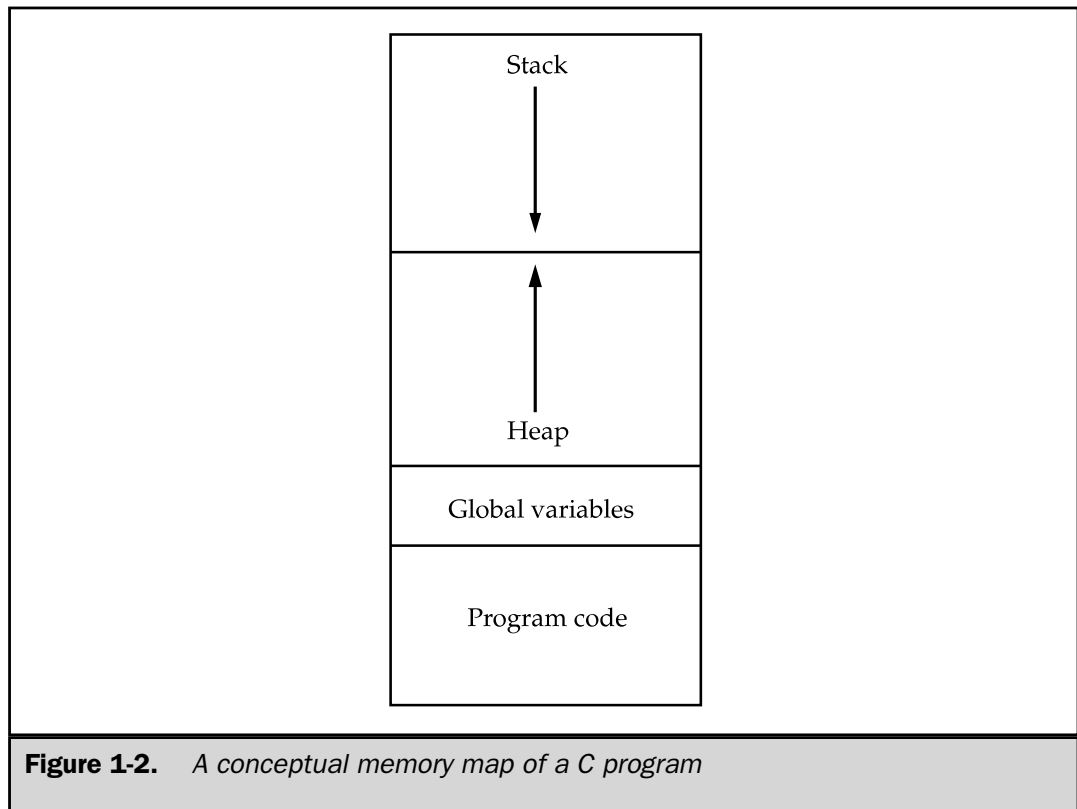 Stack
Heap
Global variables
Program code
Figure 1-2. A conceptual memory map of a C program